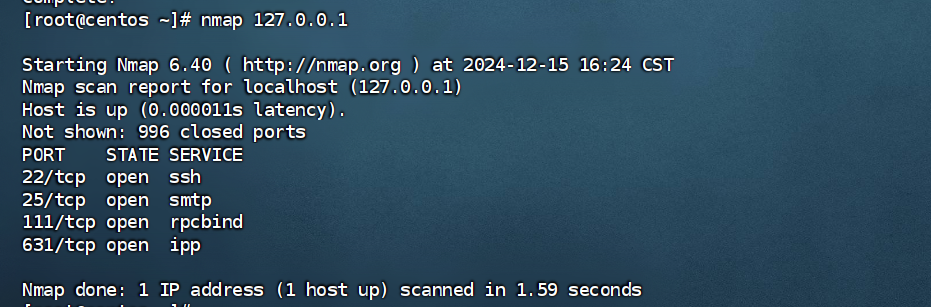 Complete!
[root@centos ~]# nmap 127.0.0.1
Starting Nmap 6.40 ( http://nmap.org ) at 2024-12-15 16:24 CST
Nmap scan report for localhost (127.0.0.1)
Host is up (0.000011s latency).
Not shown: 996 closed ports
PORT    STATE SERVICE
22/tcp  open  ssh
25/tcp  open  smtp
111/tcp open  rpcbind
631/tcp open  ipp
Nmap done: 1 IP address (1 host up) scanned in 1.59 seconds